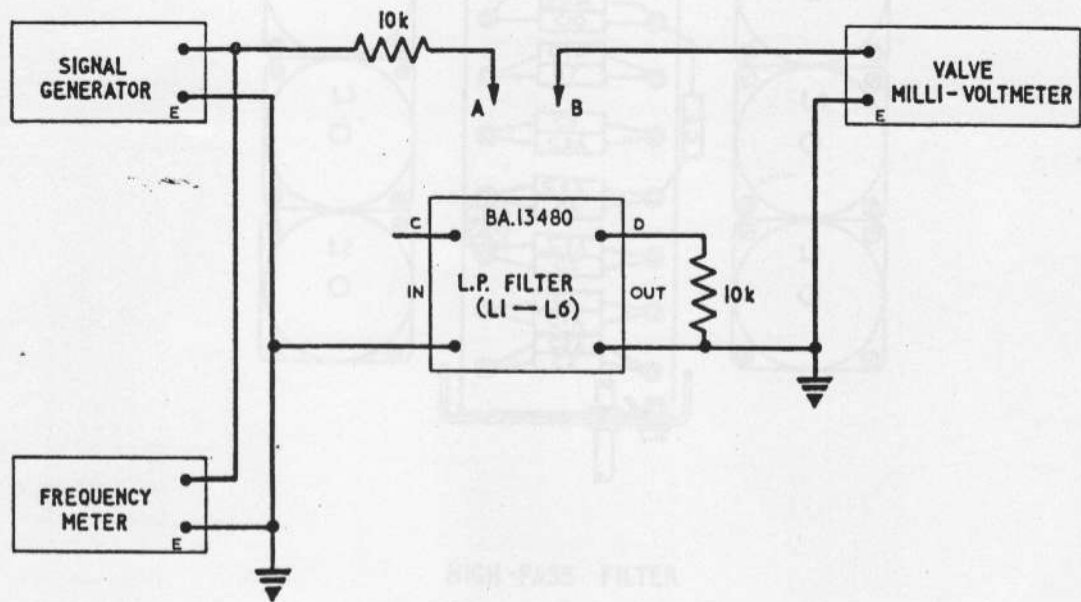 10k
SIGNAL
GENERATOR
E
A
B
VALVE
MILLI-VOLTMETER
E
C
BA.13480
D
IN
L.P. FILTER
(L1—L6)
OUT
10k
FREQUENCY
METER
E
HIGH-PASS FILTER